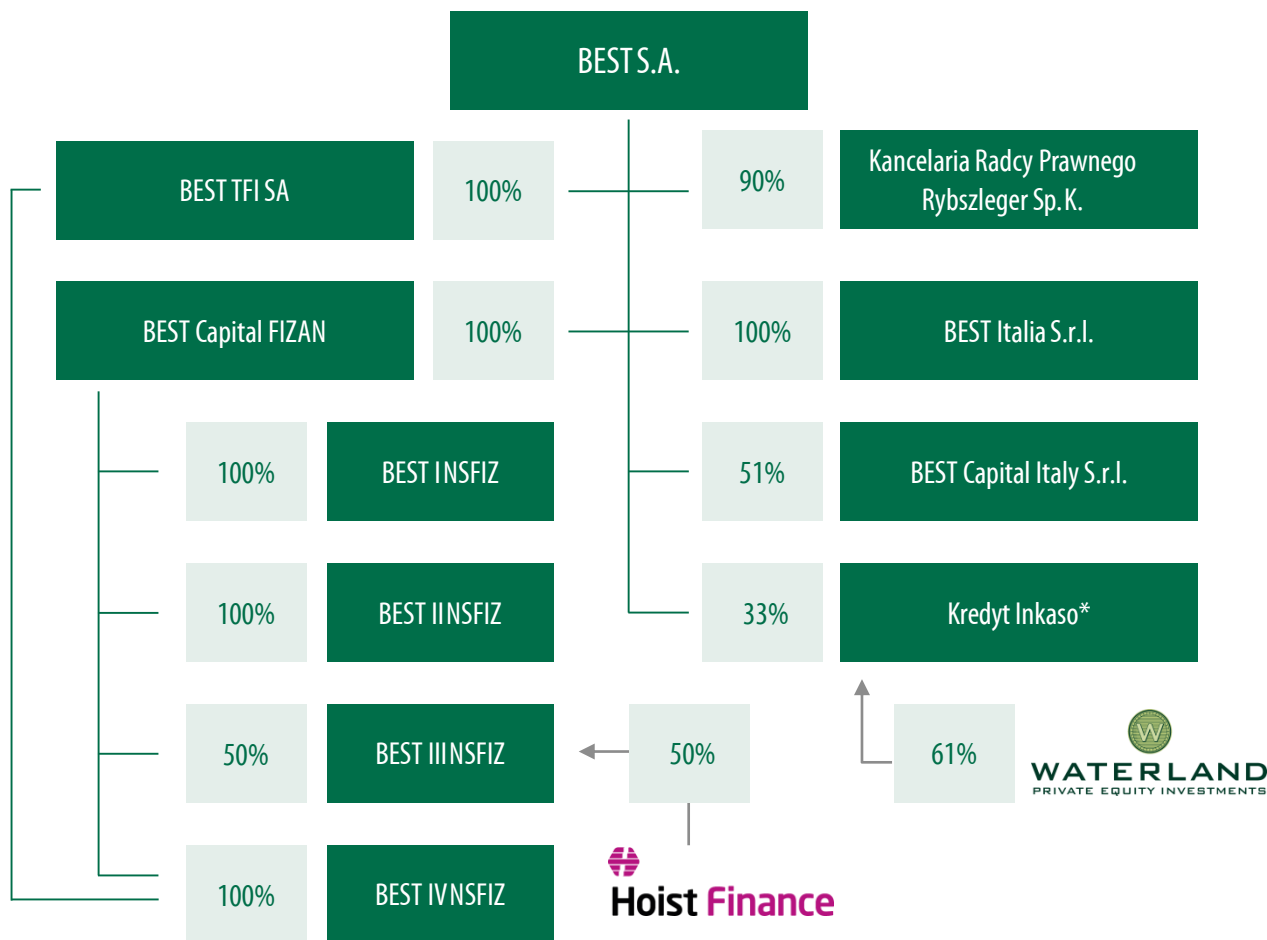 BEST S.A.
BEST TFI SA
100%
90%
Kancelaria Radcy Prawnego
Rybszleger Sp. K.
BEST Capital FIZAN
100%
100%
BEST Italia S.r.l.
100%
BEST I NSFIZ
51%
BEST Capital Italy S.r.l.
100%
BEST II NSFIZ
33%
Kredyt Inkaso*
50%
BEST III NSFIZ
50%
61%
W
WATERLAND
PRIVATE EQUITY INVESTMENTS
100%
BEST IV NSFIZ
Hoist Finance